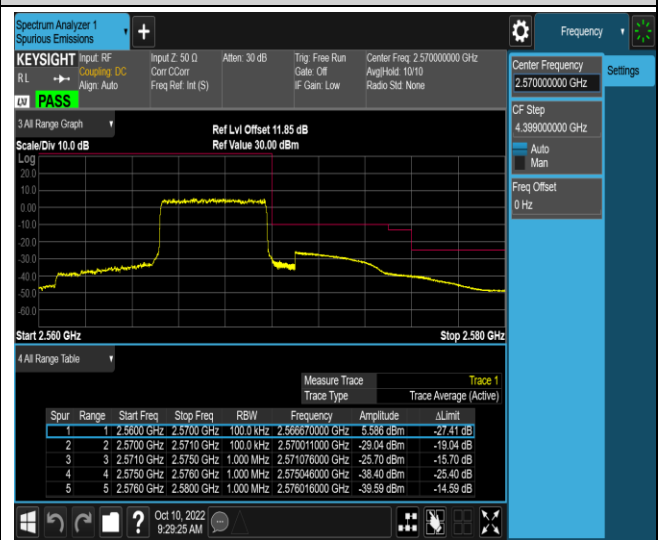 Spectrum Analyzer 1
Spurious Emissions
Frequency
KEYSIGHT
RL
Input: RF
Coupling: DC
Align: Auto
Input Z: 50 Ω
Corr CCorr
Freq Ref: Int (S)
Atten: 30 dB
Trig: Free Run
Gate: Off
IF Gain: Low
Center Freq: 2.570000000 GHz
Avg|Hold: 10/10
Radio Std: None
LXI PASS
Center Frequency
2.570000000 GHz
Settings
CF Step
4.399000000 GHz
Auto
Man
Freq Offset
0 Hz
3 All Range Graph
Scale/Div 10.0 dB
Ref Lvl Offset 11.85 dB
Ref Value 30.00 dBm
Log
20.0
10.0
0.00
-10.0
-20.0
-30.0
-40.0
-50.0
-60.0
Start 2.560 GHz
Stop 2.580 GHz
4 All Range Table
Measure Trace Trace 1
Trace Type Trace Average (Active)
Spur Range Start Freq Stop Freq RBW Frequency Amplitude ΔLimit
1 1 2.5600 GHz 2.5700 GHz 100.0 kHz 2.566670000 GHz 5.586 dBm -27.41 dB
2 2 2.5700 GHz 2.5710 GHz 100.0 kHz 2.570011000 GHz -29.04 dBm -19.04 dB
3 3 2.5710 GHz 2.5750 GHz 1.000 MHz 2.571076000 GHz -25.70 dBm -15.70 dB
4 4 2.5750 GHz 2.5760 GHz 1.000 MHz 2.575046000 GHz -38.40 dBm -25.40 dB
5 5 2.5760 GHz 2.5800 GHz 1.000 MHz 2.576016000 GHz -39.59 dBm -14.59 dB
Oct 10, 2022
9:29:25 AM